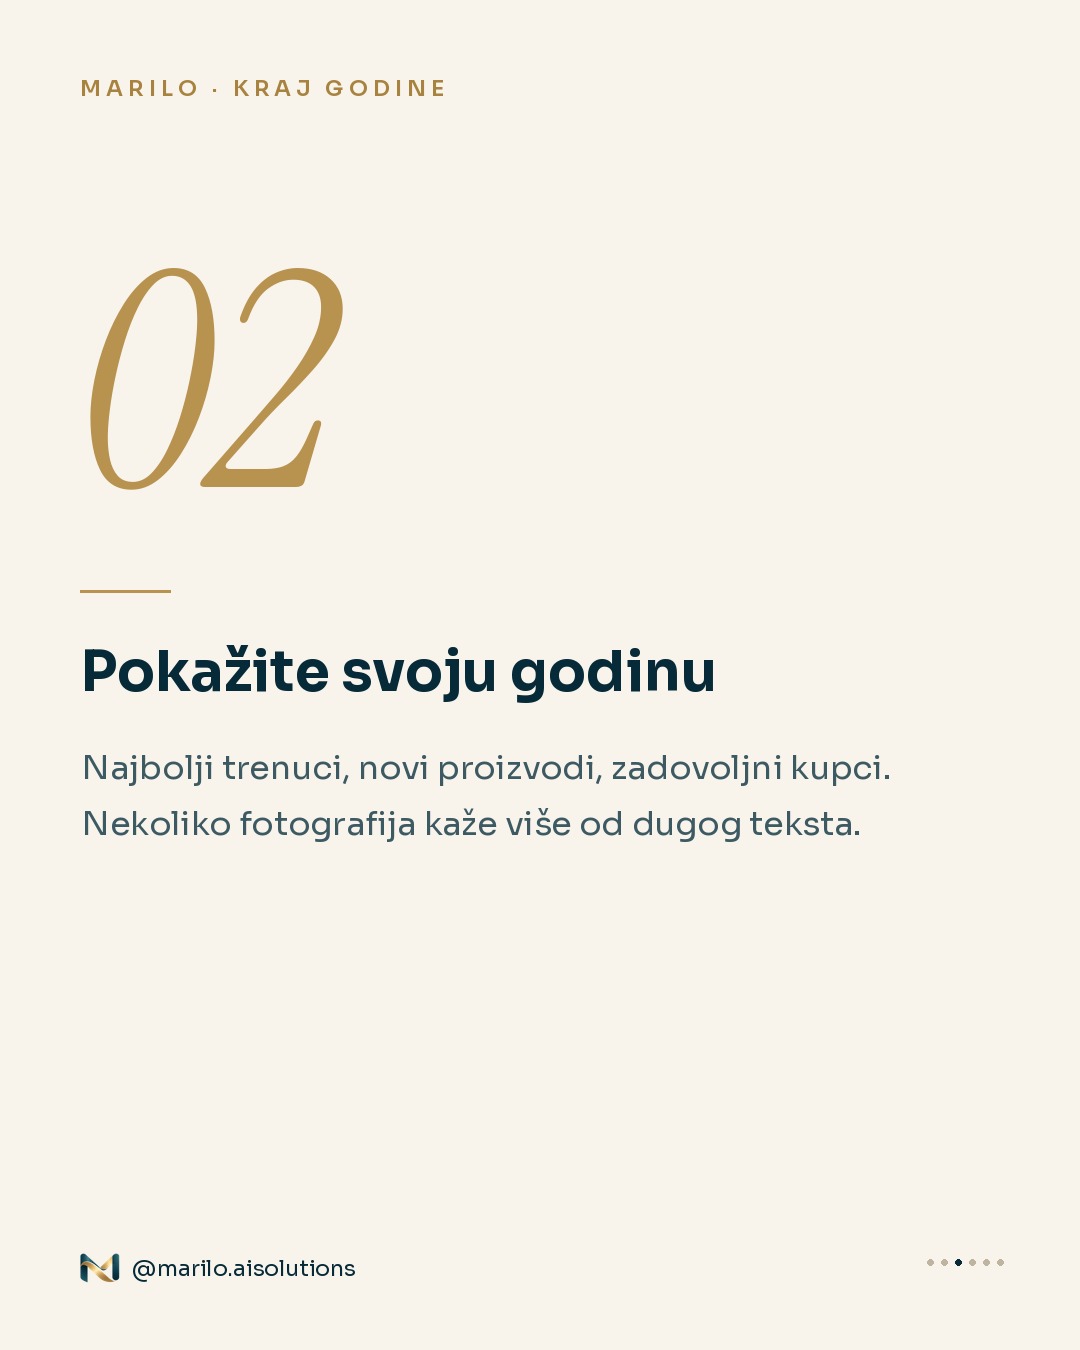 MARILO · KRAJ GODINE
02
Pokažite svoju godinu
Najbolji trenuci, novi proizvodi, zadovoljni kupci.
Nekoliko fotografija kaže više od dugog teksta.
@marilo.aisolutions